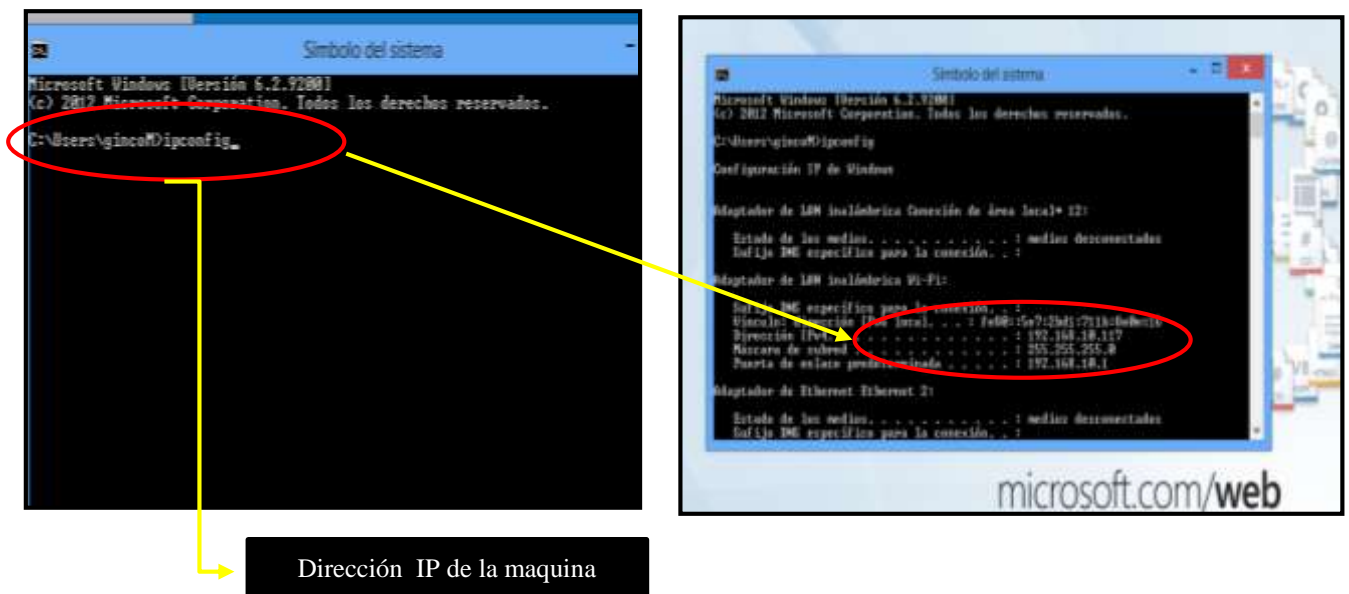 Símbolo del sistema
Microsoft Windows [Versión 6.2.9200]
(c) 2012 Microsoft Corporation. Todos los derechos reservados.
C:\Users\gincoM>ipconfig_
Símbolo del sistema
Microsoft Windows [Versión 6.2.9200]
(c) 2012 Microsoft Corporation. Todos los derechos reservados.
C:\Users\gincoM>ipconfig
Configuración IP de Windows
Adaptador de LAN inalámbrica Conexión de área local* 12:
Estado de los medios. . . . . . . . . . . : medios desconectados
Sufijo DNS específico para la conexión. . :
Adaptador de LAN inalámbrica Wi-Fi:
Sufijo DNS específico para la conexión. . :
Vínculo: dirección IPv6 local. . . :
Dirección IPv4. . . . . . . . . . . . . . : 192.168.10.117
Máscara de subred . . . . . . . . . . . . : 255.255.255.0
Puerta de enlace predeterminada . . . . . : 192.168.10.1
Adaptador de Ethernet Ethernet 2:
Estado de los medios. . . . . . . . . . . : medios desconectados
Sufijo DNS específico para la conexión. . :
microsoft.com/web
Dirección IP de la maquina